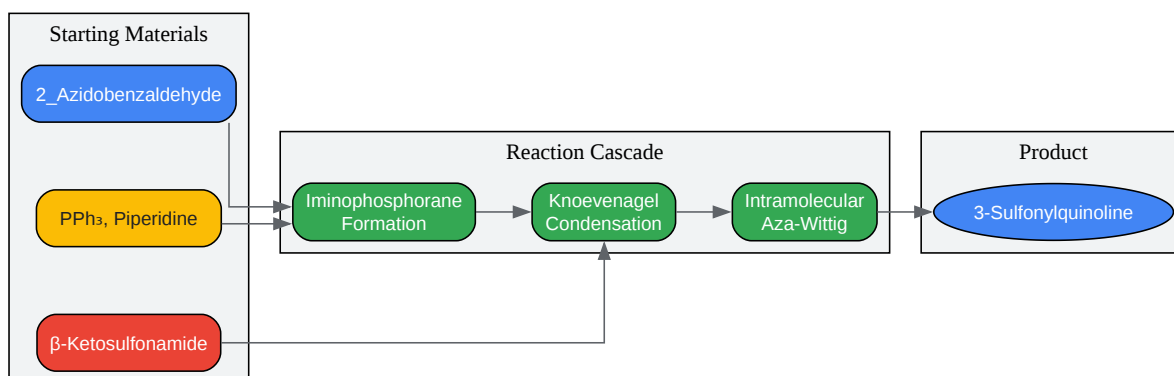 Starting Materials
2_Azidobenzaldehyde
PPh₃, Piperidine
β-Ketosulfonamide
Reaction Cascade
Iminophosphorane
Formation
Knoevenagel
Condensation
Intramolecular
Aza-Wittig
Product
3-Sulfonylquinoline